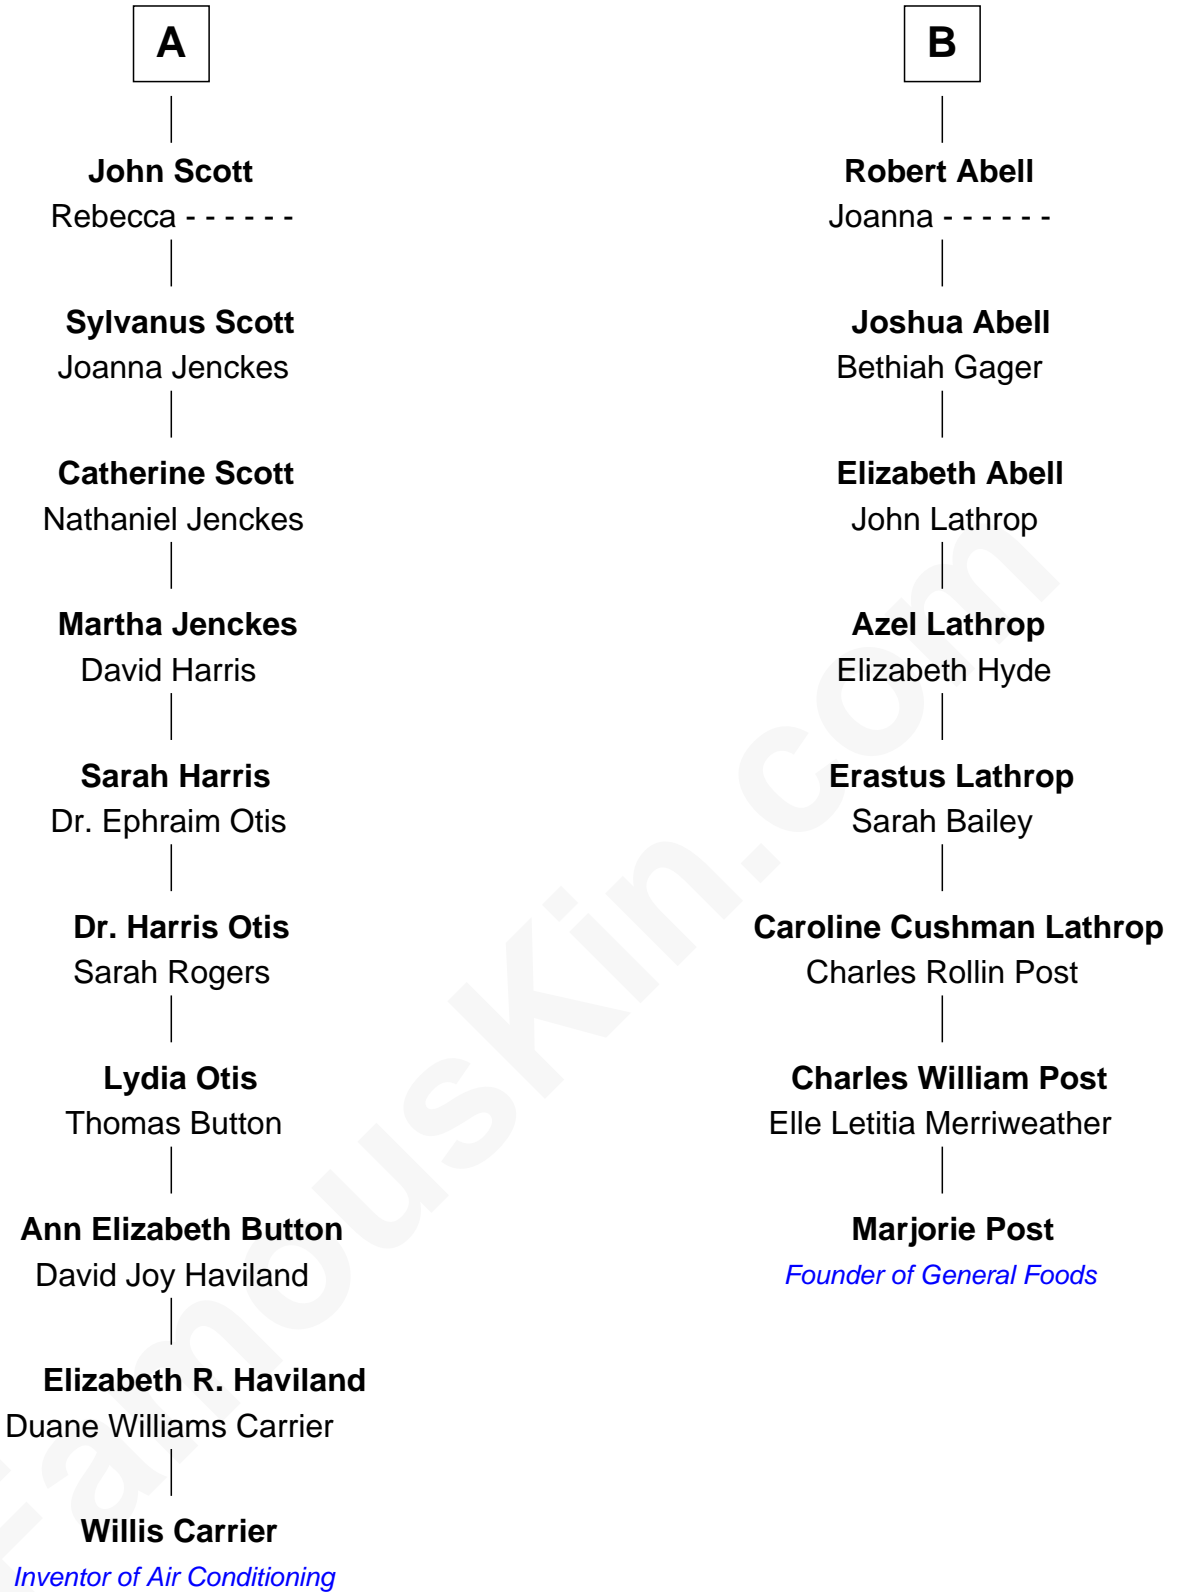 A
John Scott
Rebecca - - - - - -
Sylvanus Scott
Joanna Jenckes
Catherine Scott
Nathaniel Jenckes
Martha Jenckes
David Harris
Sarah Harris
Dr. Ephraim Otis
Dr. Harris Otis
Sarah Rogers
Lydia Otis
Thomas Button
Ann Elizabeth Button
David Joy Haviland
Elizabeth R. Haviland
Duane Williams Carrier
Willis Carrier
Inventor of Air Conditioning
B
Robert Abell
Joanna - - - - - -
Joshua Abell
Bethiah Gager
Elizabeth Abell
John Lathrop
Azel Lathrop
Elizabeth Hyde
Erastus Lathrop
Sarah Bailey
Caroline Cushman Lathrop
Charles Rollin Post
Charles William Post
Elle Letitia Merriweather
Marjorie Post
Founder of General Foods
FamousKin.com